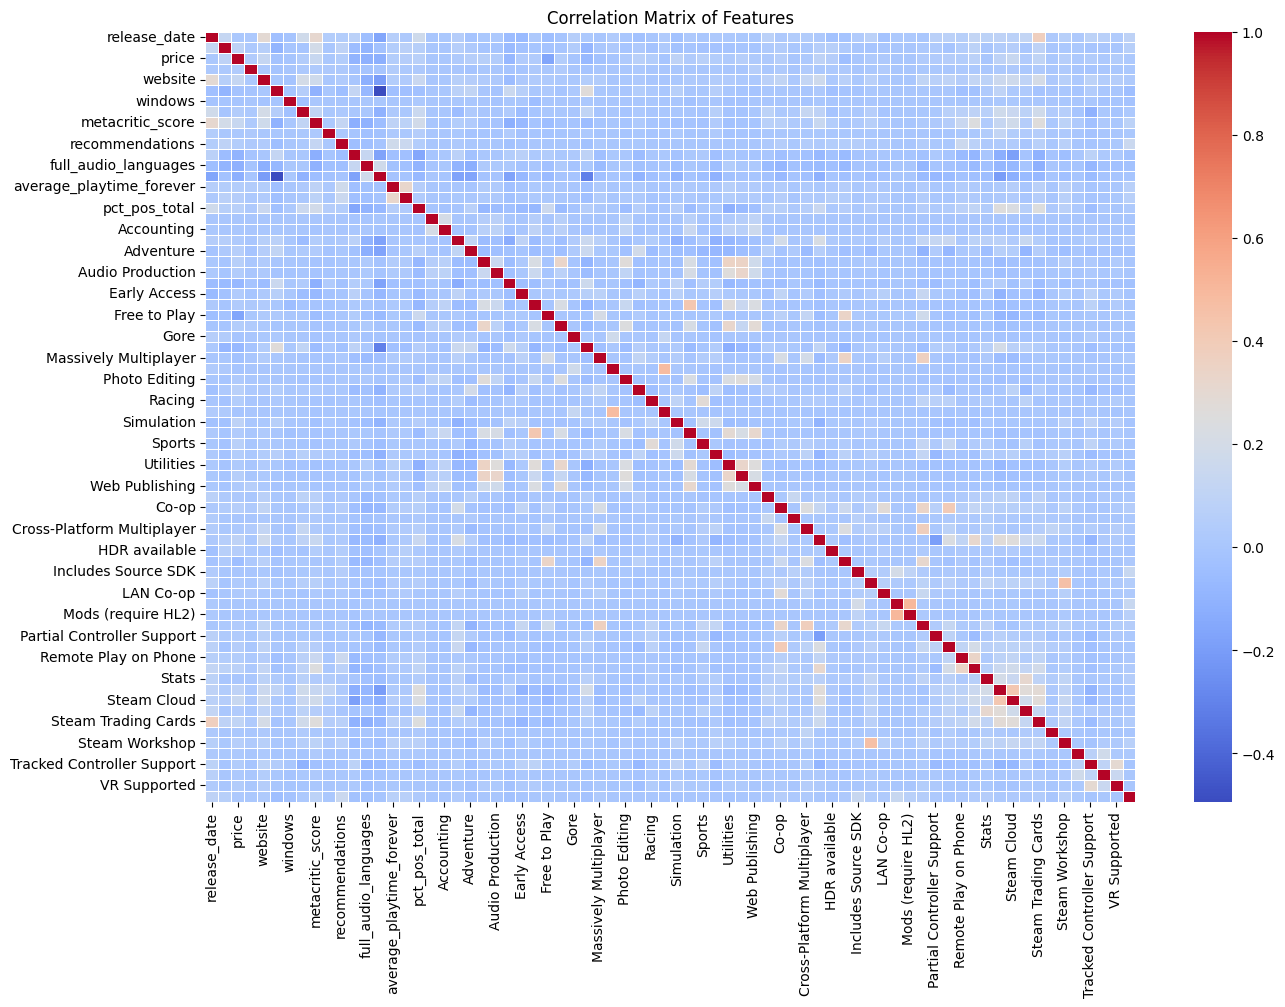 Correlation Matrix of Features
release_date
price
website
windows
metacritic_score
recommendations
full_audio_languages
average_playtime_forever
pct_pos_total
Accounting
Adventure
Audio Production
Early Access
Free to Play
Gore
Massively Multiplayer
Photo Editing
Racing
Simulation
Sports
Utilities
Web Publishing
Co-op
Cross-Platform Multiplayer
HDR available
Includes Source SDK
LAN Co-op
Mods (require HL2)
Partial Controller Support
Remote Play on Phone
Stats
Steam Cloud
Steam Trading Cards
Steam Workshop
Tracked Controller Support
VR Supported
1.0
0.8
0.6
0.4
0.2
0.0
−0.2
−0.4
release_date
price
website
windows
metacritic_score
recommendations
full_audio_languages
average_playtime_forever
pct_pos_total
Accounting
Adventure
Audio Production
Early Access
Free to Play
Gore
Massively Multiplayer
Photo Editing
Racing
Simulation
Sports
Utilities
Web Publishing
Co-op
Cross-Platform Multiplayer
HDR available
Includes Source SDK
LAN Co-op
Mods (require HL2)
Partial Controller Support
Remote Play on Phone
Stats
Steam Cloud
Steam Trading Cards
Steam Workshop
Tracked Controller Support
VR Supported